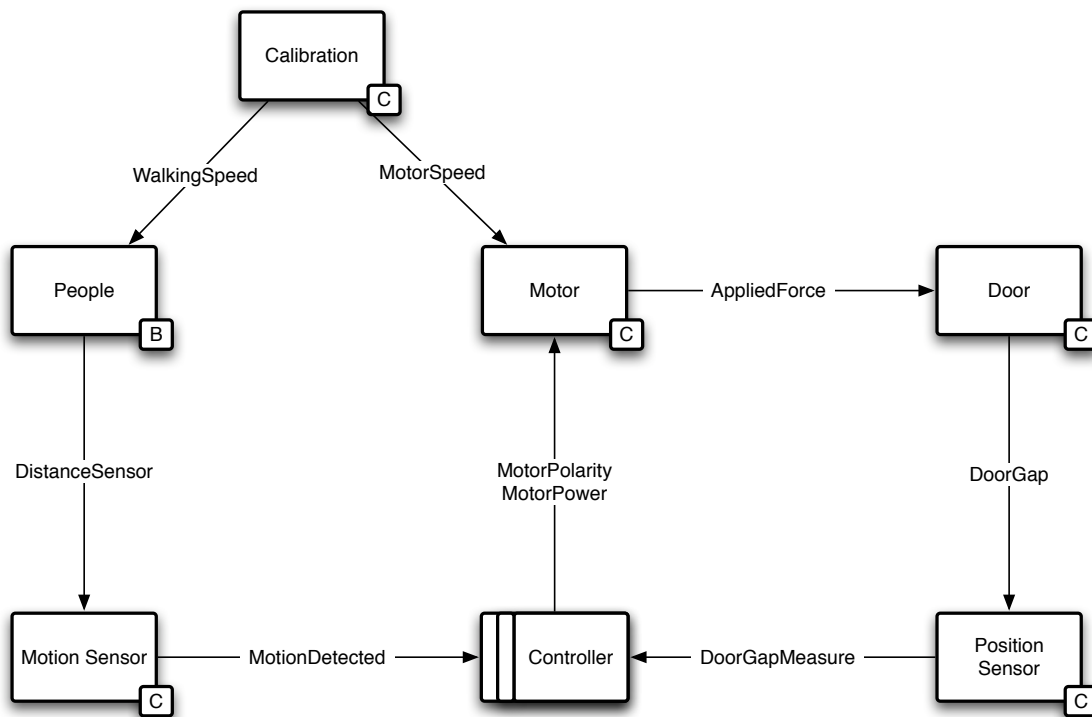 Calibration
C
WalkingSpeed
MotorSpeed
People
B
Motor
C
AppliedForce
Door
C
DistanceSensor
MotorPolarity
MotorPower
DoorGap
Motion Sensor
C
MotionDetected
Controller
DoorGapMeasure
Position
Sensor
C